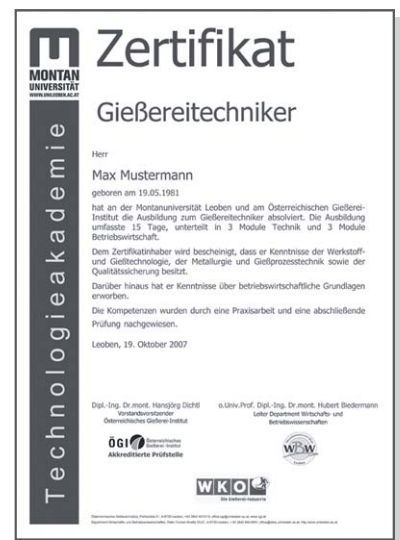 MONTAN
UNIVERSITÄT
WWW.UNILEOBEN.AC.AT
Technologieakademie
Zertifikat
Gießereitechniker
Herr
Max Mustermann
geboren am 19.05.1981
hat an der Montanuniversität Leoben und am Österreichischen Gießerei-
Institut die Ausbildung zum Gießereitechniker absolviert. Die Ausbildung
umfasste 15 Tage, unterteilt in 3 Module Technik und 3 Module
Betriebswirtschaft.
Dem Zertifikatinhaber wird bescheinigt, dass er Kenntnisse der Werkstoff-
und Gießtechnologie, der Metallurgie und Gießprozesstechnik sowie der
Qualitätssicherung besitzt.
Darüber hinaus hat er Kenntnisse über betriebswirtschaftliche Grundlagen
erworben.
Die Kompetenzen wurden durch eine Praxisarbeit und eine abschließende
Prüfung nachgewiesen.
Leoben, 19. Oktober 2007
Dipl.-Ing. Dr.mont. Hansjörg Dichtl
Vorstandsvorsitzender
Österreichisches Gießerei-Institut
o.Univ.Prof. Dipl.-Ing. Dr.mont. Hubert Biedermann
Leiter Department Wirtschafts- und
Betriebswissenschaften
ÖGI Österreichisches
Gießerei-Institut
Akkreditierte Prüfstelle
WBW
WKO
Die Gießerei-Industrie